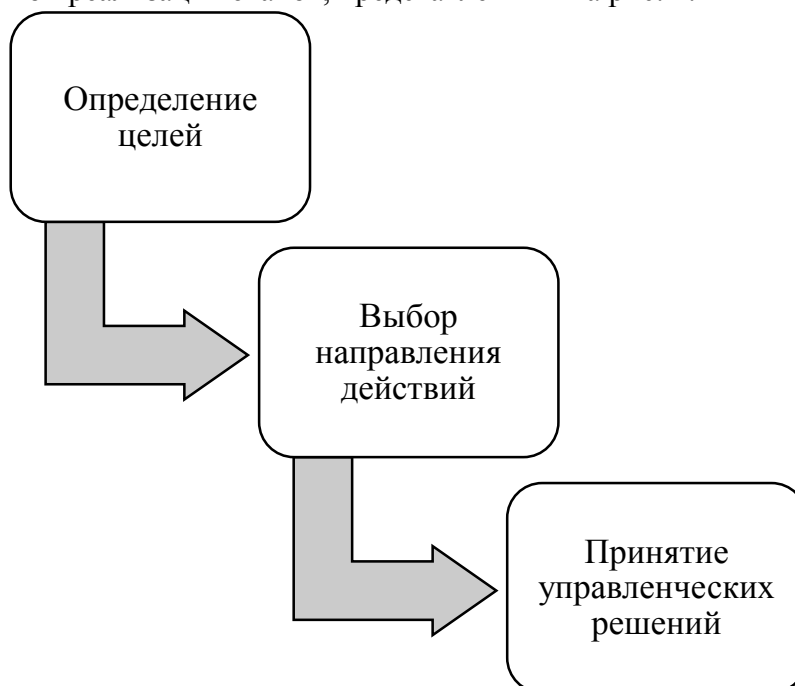 Определение
целей
Выбор
направления
действий
Принятие
управленческих
решений